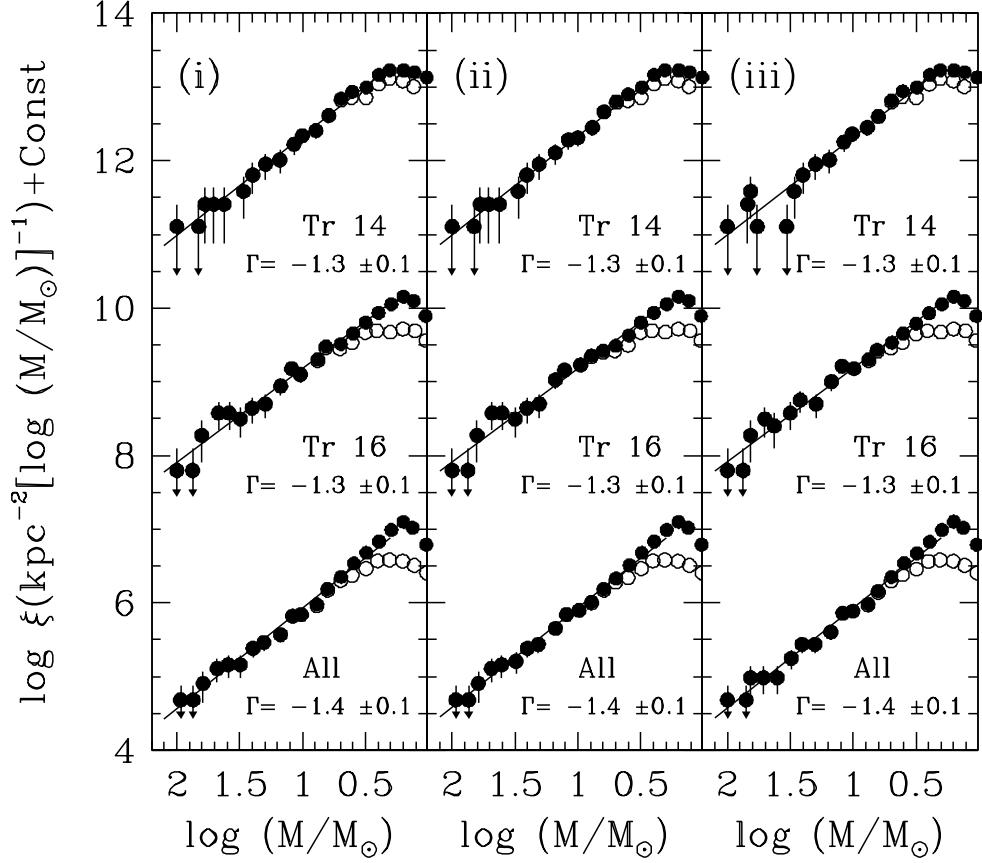 log ξ(kpc⁻²[log (M/M⊙)]⁻¹)+Const
14
12
10
8
6
4
(i)
Tr 14
Γ= −1.3 ±0.1
Tr 16
Γ= −1.3 ±0.1
All
Γ= −1.4 ±0.1
2 1.5 1 0.5
log (M/M⊙)
(ii)
Tr 14
Γ= −1.3 ±0.1
Tr 16
Γ= −1.3 ±0.1
All
Γ= −1.4 ±0.1
2 1.5 1 0.5
log (M/M⊙)
(iii)
Tr 14
Γ= −1.3 ±0.1
Tr 16
Γ= −1.3 ±0.1
All
Γ= −1.4 ±0.1
2 1.5 1 0.5
log (M/M⊙)